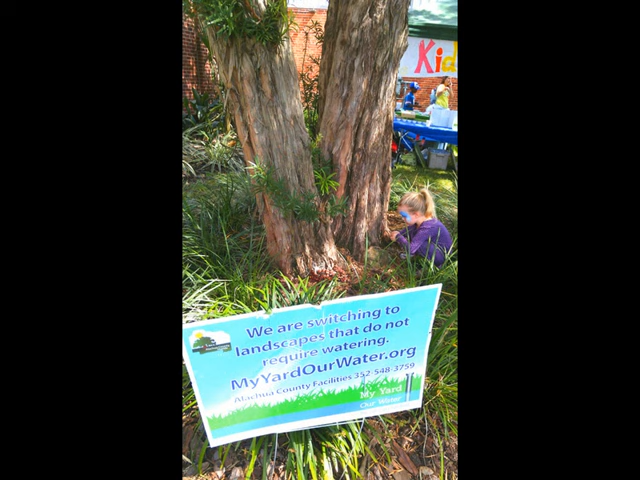 Kid
We are switching to
landscapes that do not
require watering.
MyYardOurWater.org
Alachua County Facilities 352-548-3759
My Yard
Our Water